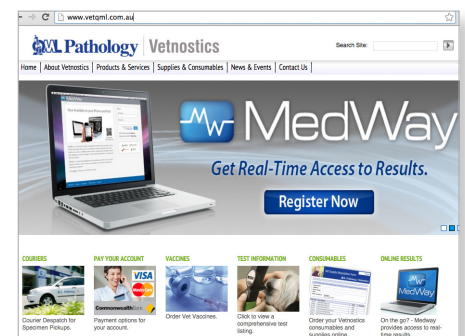 www.vetqml.com.au
QML Pathology Vetnostics
Search Site:
Home About Vetnostics Products & Services Supplies & Consumables News & Events Contact Us
MedWay
Get Real-Time Access to Results.
Register Now
COURIERS
Courier Despatch for
Specimen Pickups.
PAY YOUR ACCOUNT
VISA
MasterCard
CommonwealthBank
Payment options for
your account.
VACCINES
Order Vet Vaccines.
TEST INFORMATION
Click to view a
comprehensive test
listing.
CONSUMABLES
Order your Vetnostics
consumables and
supplies online.
ONLINE RESULTS
MedWay
On the go? - Medway
provides access to real-
time results.